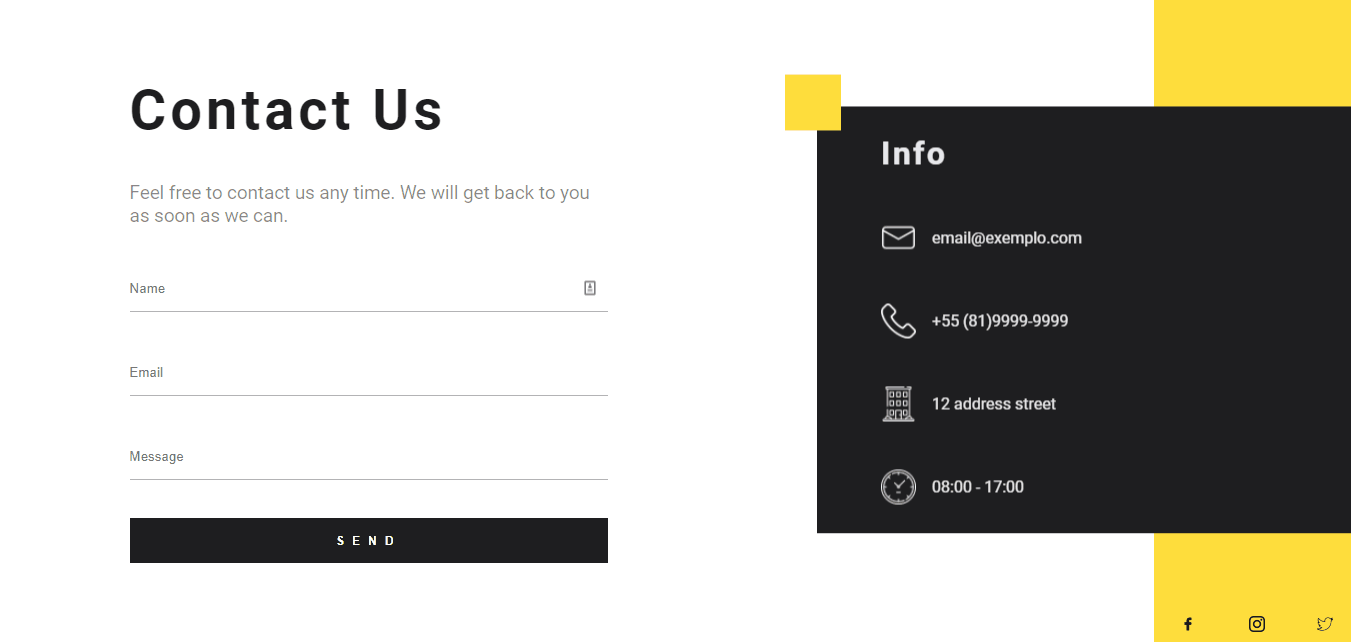 Contact Us
Feel free to contact us any time. We will get back to you
as soon as we can.
Name
Email
Message
SEND
Info
email@exemplo.com
+55 (81)9999-9999
12 address street
08:00 - 17:00